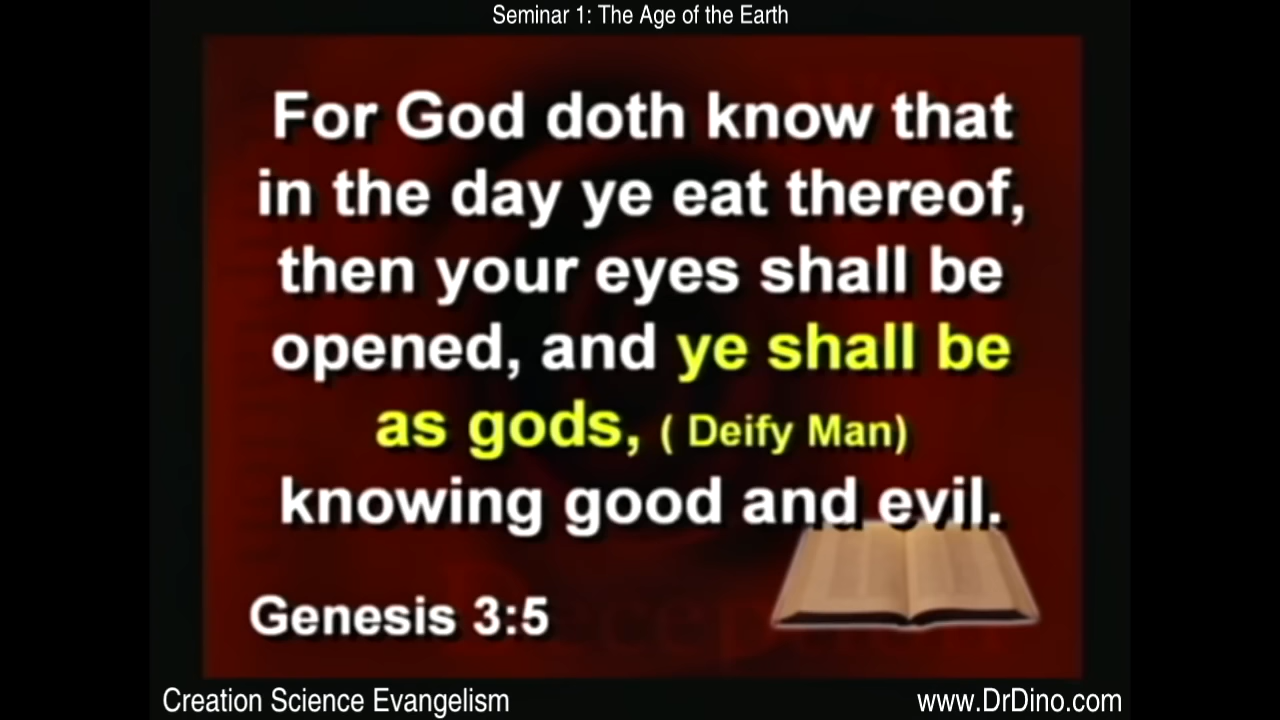 Seminar 1: The Age of the Earth
For God doth know that
in the day ye eat thereof,
then your eyes shall be
opened, and ye shall be
as gods, ( Deify Man)
knowing good and evil.
Genesis 3:5
Creation Science Evangelism
www.DrDino.com